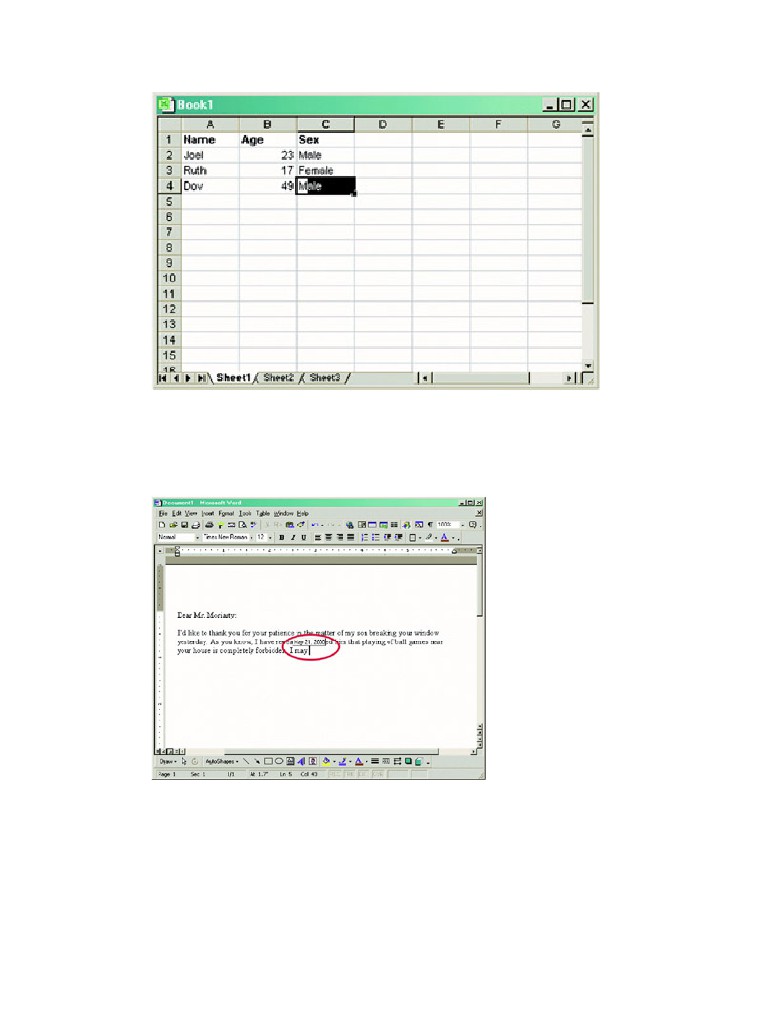 Book1
A B C D E F G
1 Name Age Sex
2 Joel 23 Male
3 Ruth 17 Female
4 Dov 49 Male
5
6
7
8
9
10
11
12
13
14
15
16
Sheet1 Sheet2 Sheet3
Document1 - Microsoft Word
File Edit View Insert Format Tools Table Window Help
100%
Normal Times New Roman 12 B I U
Dear Mr. Moriarty:
I'd like to thank you for your patience in the matter of my son breaking your window
yesterday. As you know, I have May 21, 2000 that playing of ball games near
your house is completely forbidden. I may
Draw AutoShapes
Page 1 Sec 1 1/1 At 1.7" Ln 5 Col 43